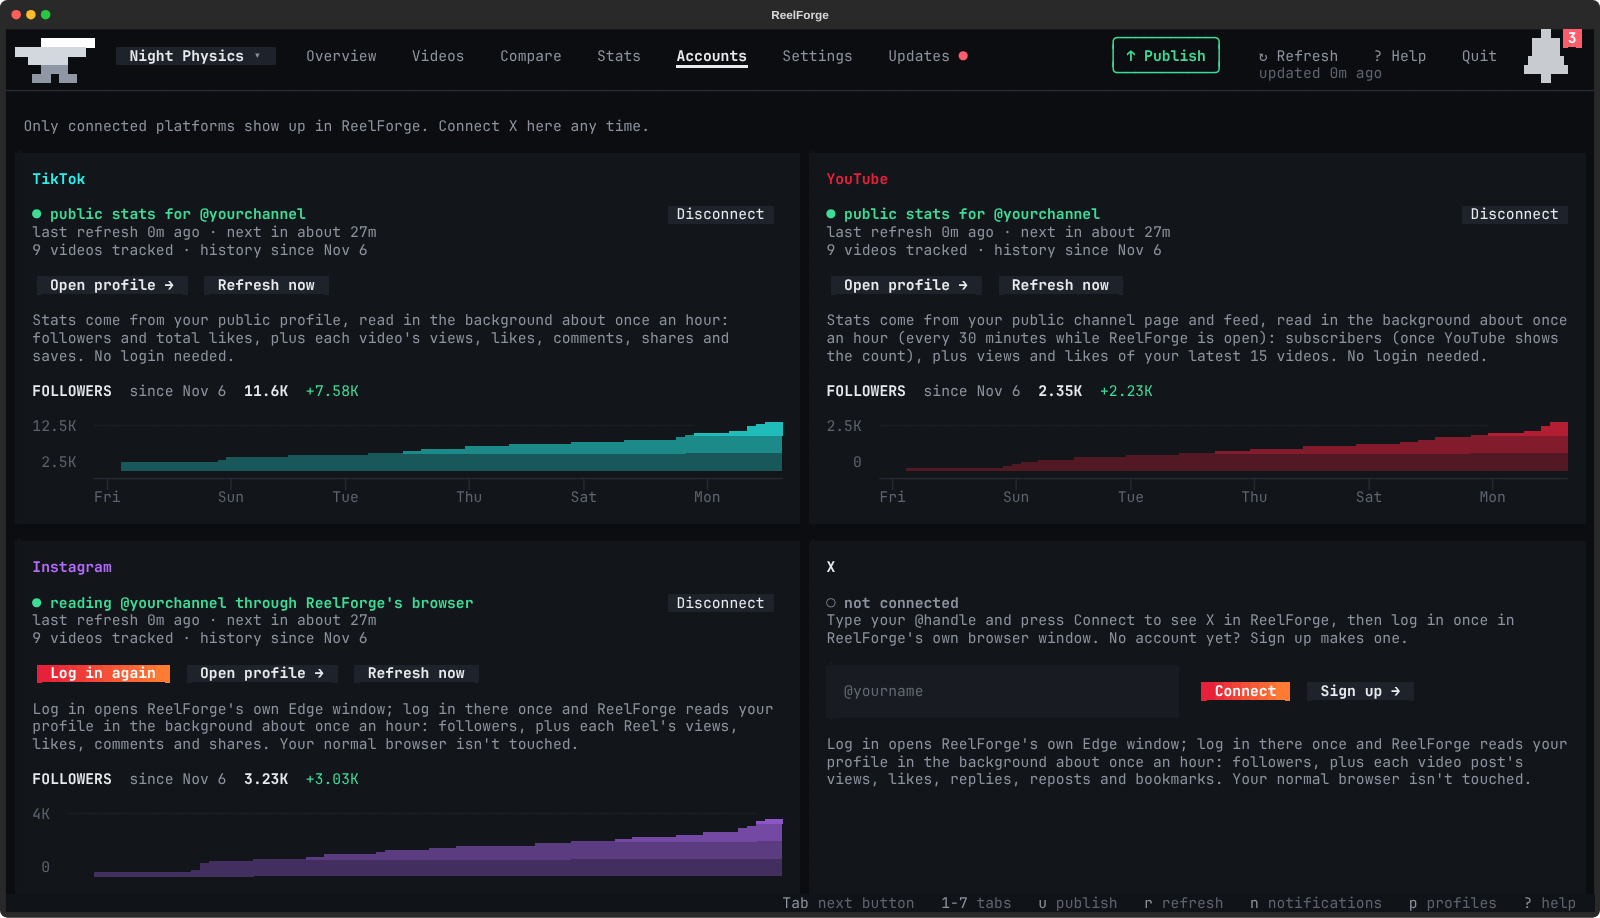 ReelForge
Night Physics ▾ Overview Videos Compare Stats Accounts Settings Updates ↑ Publish ↻ Refresh ? Help Quit 3
updated 0m ago
Only connected platforms show up in ReelForge. Connect X here any time.
TikTok
public stats for @yourchannel Disconnect
last refresh 0m ago · next in about 27m
9 videos tracked · history since Nov 6
Open profile → Refresh now
Stats come from your public profile, read in the background about once an hour:
followers and total likes, plus each video's views, likes, comments, shares and
saves. No login needed.
FOLLOWERS since Nov 6 11.6K +7.58K
12.5K
2.5K
Fri Sun Tue Thu Sat Mon
YouTube
public stats for @yourchannel Disconnect
last refresh 0m ago · next in about 27m
9 videos tracked · history since Nov 6
Open profile → Refresh now
Stats come from your public channel page and feed, read in the background about once
an hour (every 30 minutes while ReelForge is open): subscribers (once YouTube shows
the count), plus views and likes of your latest 15 videos. No login needed.
FOLLOWERS since Nov 6 2.35K +2.23K
2.5K
0
Fri Sun Tue Thu Sat Mon
Instagram
reading @yourchannel through ReelForge's browser Disconnect
last refresh 0m ago · next in about 27m
9 videos tracked · history since Nov 6
Log in again Open profile → Refresh now
Log in opens ReelForge's own Edge window; log in there once and ReelForge reads your
profile in the background about once an hour: followers, plus each Reel's views,
likes, comments and shares. Your normal browser isn't touched.
FOLLOWERS since Nov 6 3.23K +3.03K
4K
0
X
not connected
Type your @handle and press Connect to see X in ReelForge, then log in once in
ReelForge's own browser window. No account yet? Sign up makes one.
@yourname Connect Sign up →
Log in opens ReelForge's own Edge window; log in there once and ReelForge reads your
profile in the background about once an hour: followers, plus each video post's
views, likes, replies, reposts and bookmarks. Your normal browser isn't touched.
Tab next button 1-7 tabs u publish r refresh n notifications p profiles ? help